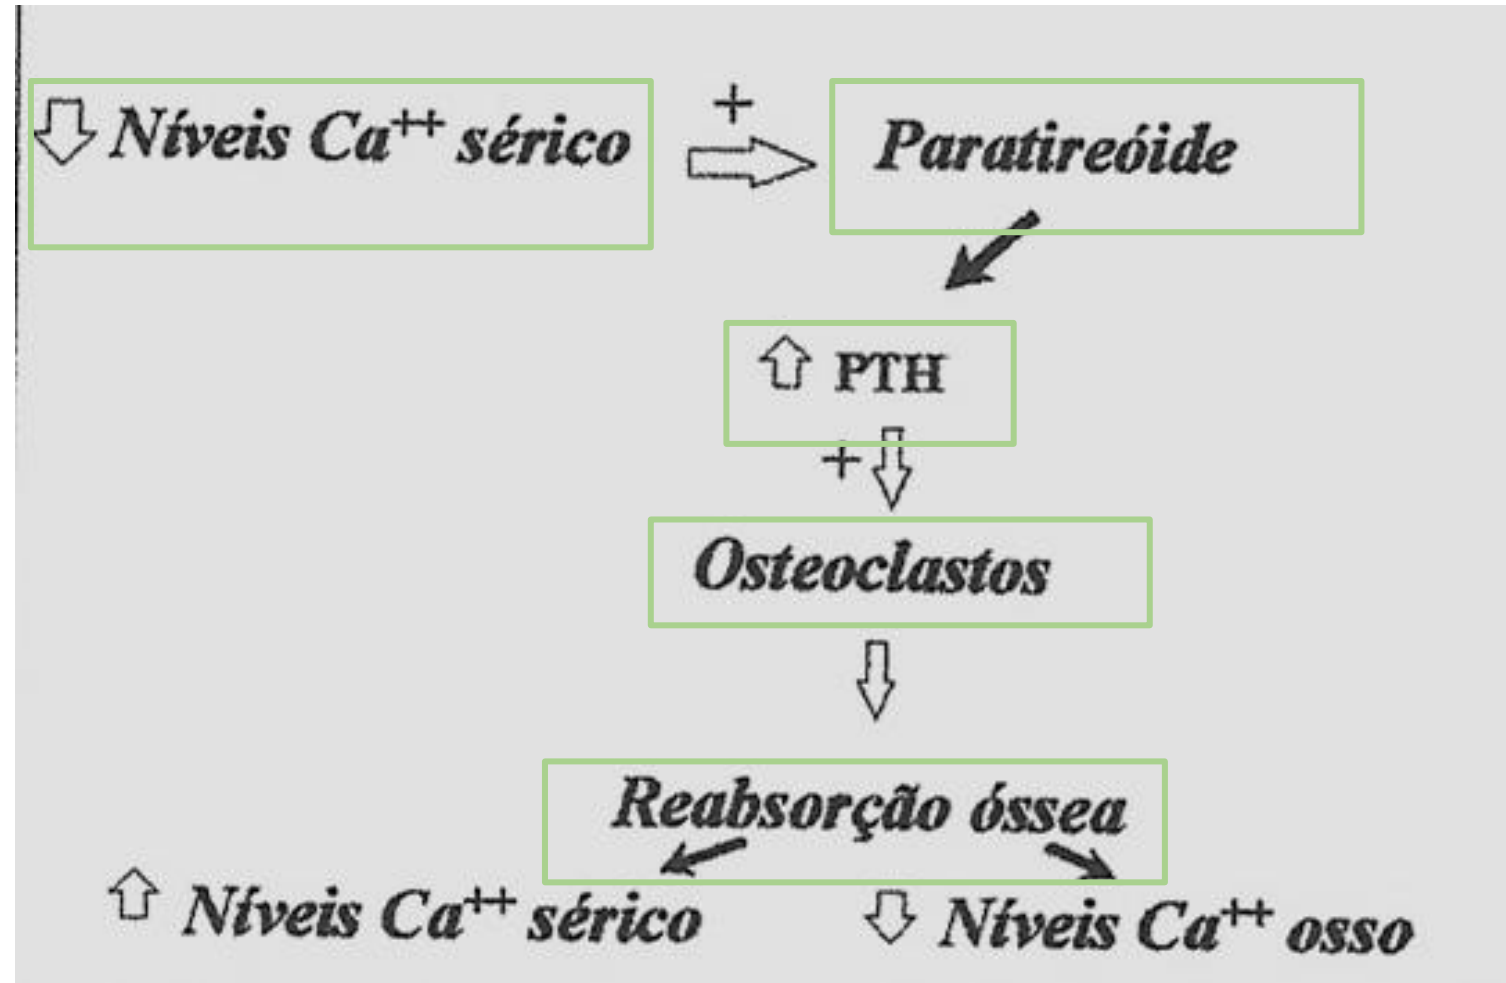 Níveis Ca++ sérico + Paratireóide
PTH
+
Osteoclastos
Reabsorção óssea
Níveis Ca++ sérico Níveis Ca++ osso